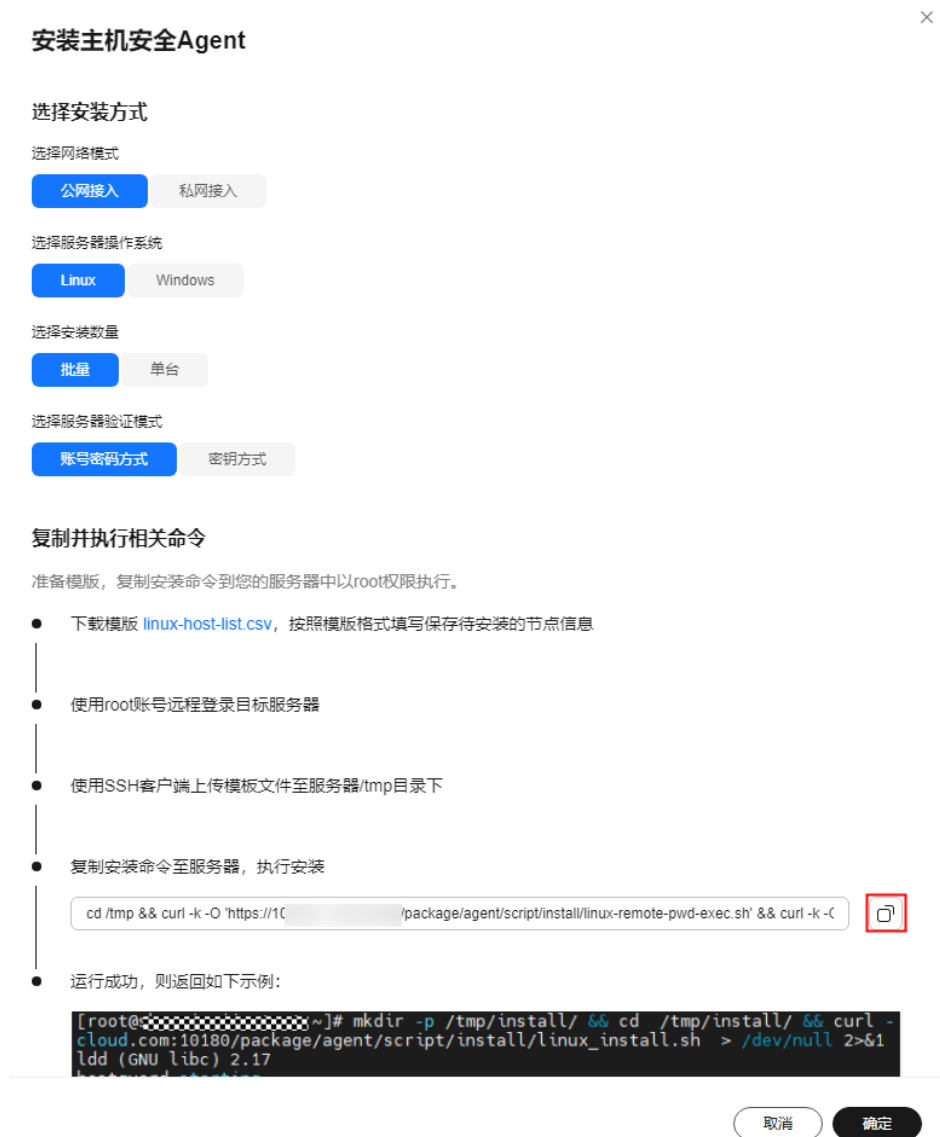 安装主机安全Agent
选择安装方式
选择网络模式
公网接入 私网接入
选择服务器操作系统
Linux Windows
选择安装数量
批量 单台
选择服务器验证模式
账号密码方式 密钥方式
复制并执行相关命令
准备模版，复制安装命令到您的服务器中以root权限执行。
下载模版 linux-host-list.csv，按照模版格式填写保存待安装的节点信息
使用root账号远程登录目标服务器
使用SSH客户端上传模板文件至服务器/tmp目录下
复制安装命令至服务器，执行安装
cd /tmp && curl -k -O 'https://10 /package/agent/script/install/linux-remote-pwd-exec.sh' && curl -k -
运行成功，则返回如下示例：
[root@ ~]# mkdir -p /tmp/install/ && cd /tmp/install/ && curl -
cloud.com:10180/package/agent/script/install/linux_install.sh > /dev/null 2>&1
ldd (GNU libc) 2.17
取消 确定